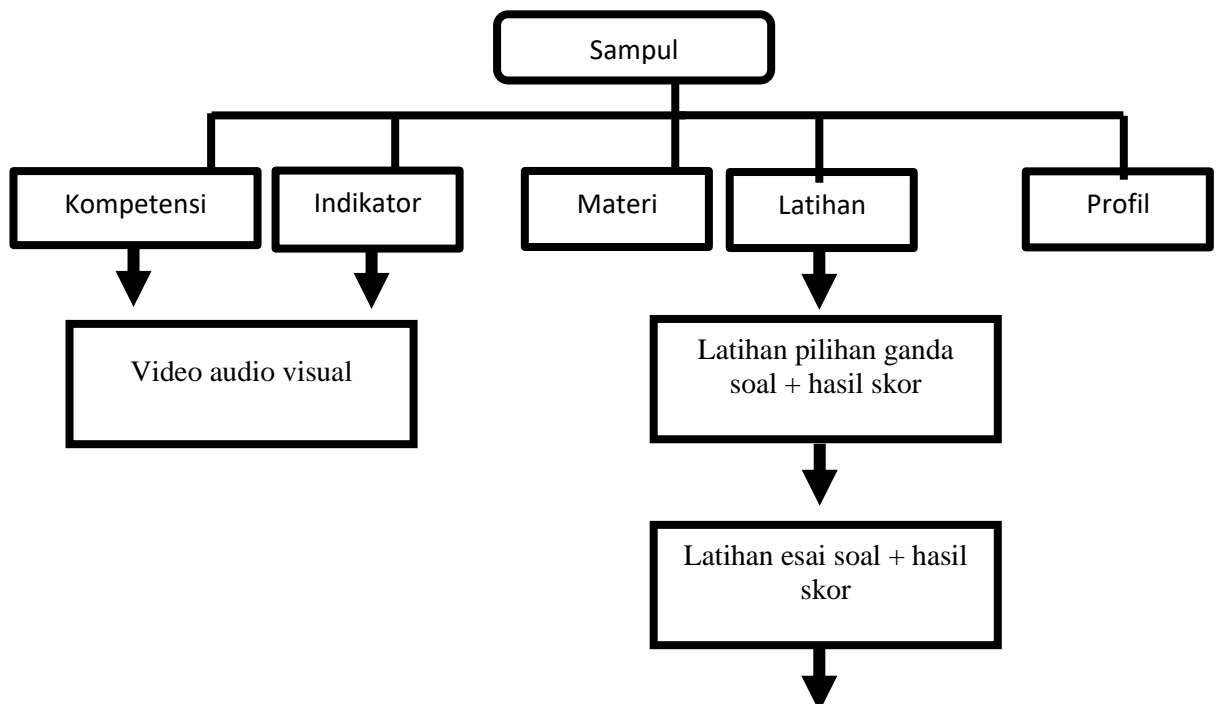 Sampul
Kompetensi
Indikator
Materi
Latihan
Profil
Video audio visual
Latihan pilihan ganda
soal + hasil skor
Latihan esai soal + hasil
skor